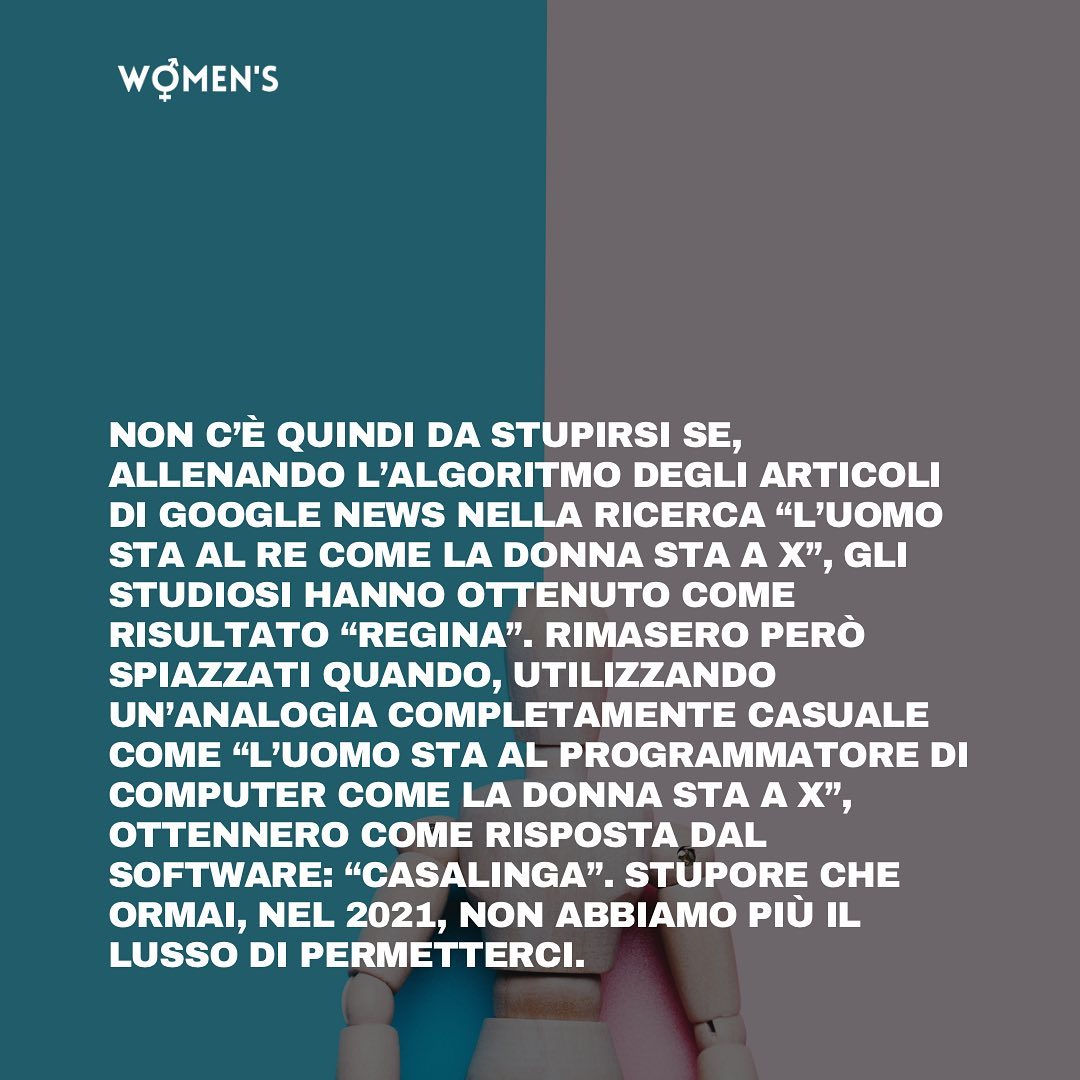 WOMEN'S
NON C’È QUINDI DA STUPIRSI SE,
ALLENANDO L’ALGORITMO DEGLI ARTICOLI
DI GOOGLE NEWS NELLA RICERCA “L’UOMO
STA AL RE COME LA DONNA STA A X”, GLI
STUDIOSI HANNO OTTENUTO COME
RISULTATO “REGINA”. RIMASERO PERÒ
SPIAZZATI QUANDO, UTILIZZANDO
UN’ANALOGIA COMPLETAMENTE CASUALE
COME “L’UOMO STA AL PROGRAMMATORE DI
COMPUTER COME LA DONNA STA A X”,
OTTENNERO COME RISPOSTA DAL
SOFTWARE: “CASALINGA”. STUPORE CHE
ORMAI, NEL 2021, NON ABBIAMO PIÙ IL
LUSSO DI PERMETTERCI.